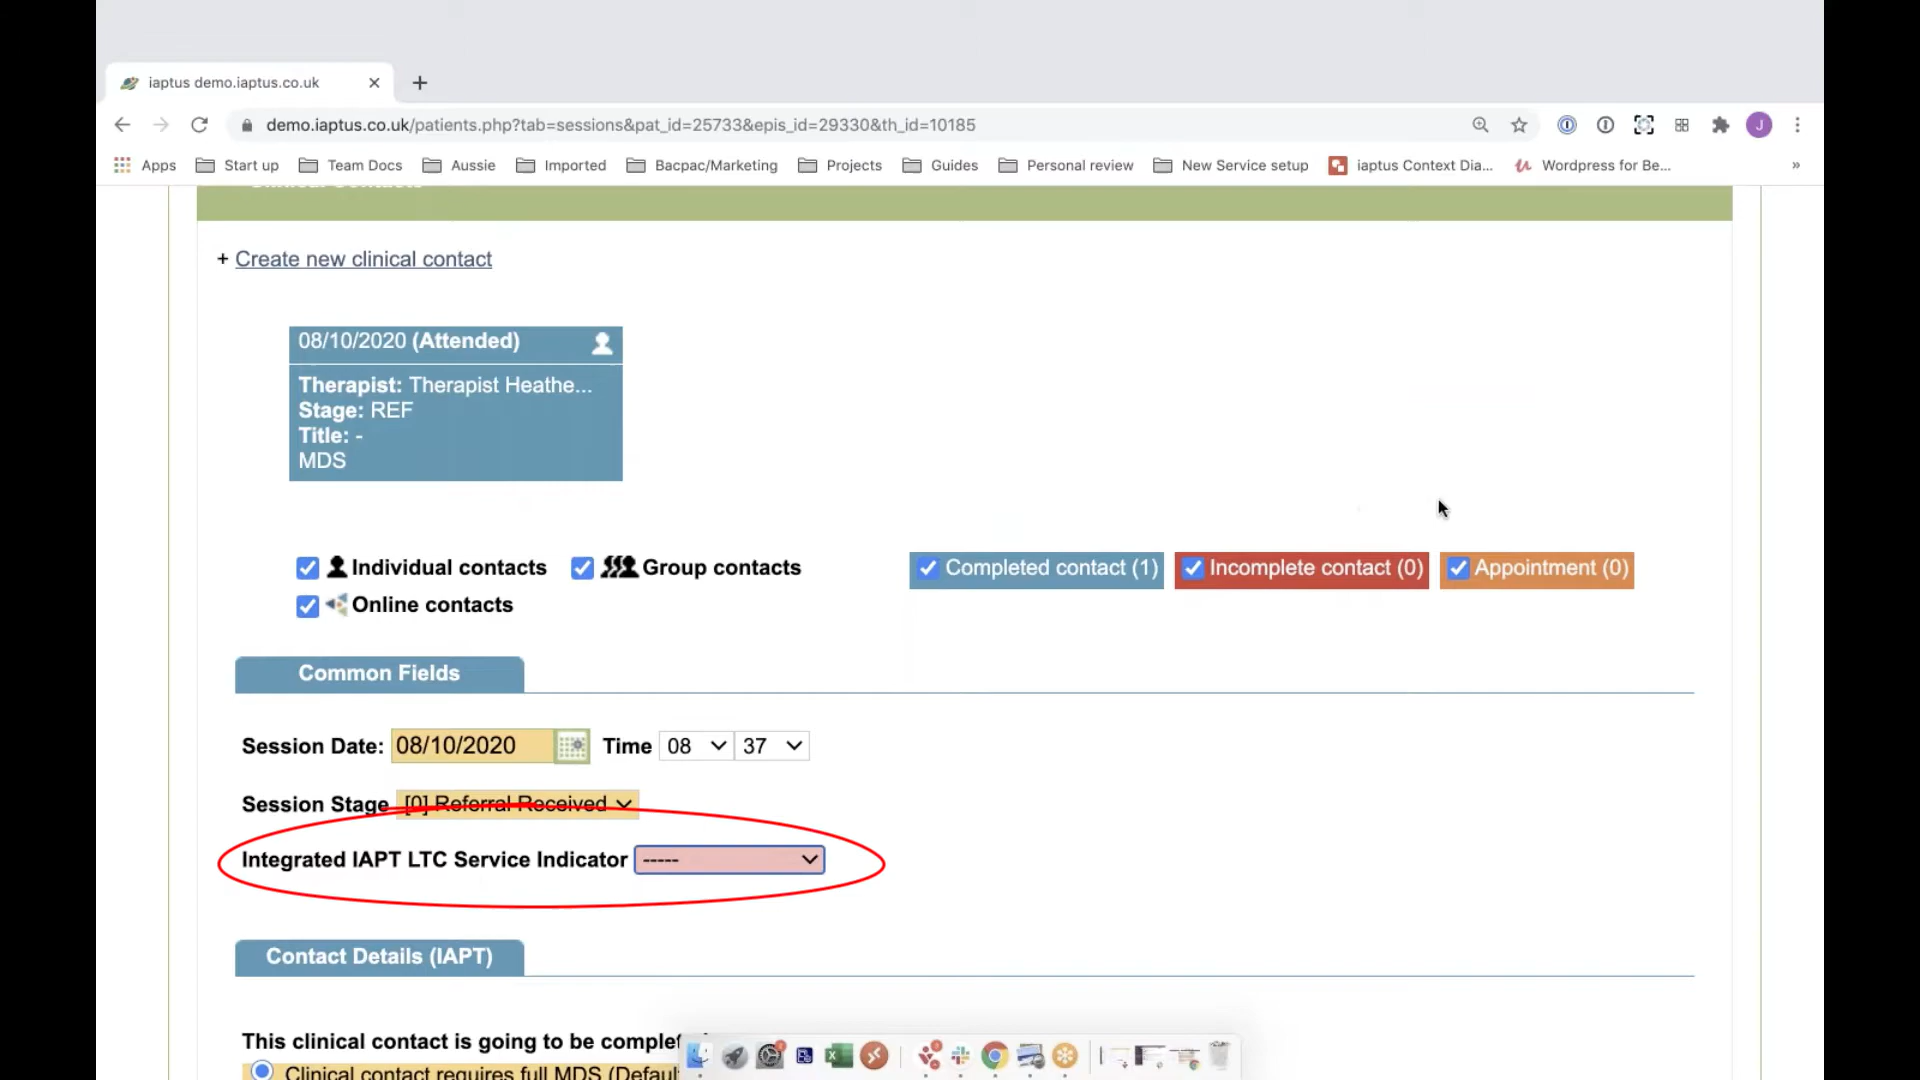 iaptus demo.iaptus.co.uk
demo.iaptus.co.uk/patients.php?tab=sessions&pat_id=25733&epis_id=29330&th_id=10185
J
Apps Start up Team Docs Aussie Imported Bacpac/Marketing Projects Guides Personal review New Service setup iaptus Context Dia... Wordpress for Be... »
Clinical Contacts
+ Create new clinical contact
08/10/2020 (Attended)
Therapist: Therapist Heathe...
Stage: REF
Title: -
MDS
Individual contacts Group contacts Completed contact (1) Incomplete contact (0) Appointment (0)
Online contacts
Common Fields
Session Date: 08/10/2020 Time 08 37
Session Stage [0] Referral Received
Integrated IAPT LTC Service Indicator -----
Contact Details (IAPT)
This clinical contact is going to be complet
Clinical contact requires full MDS (Defaul